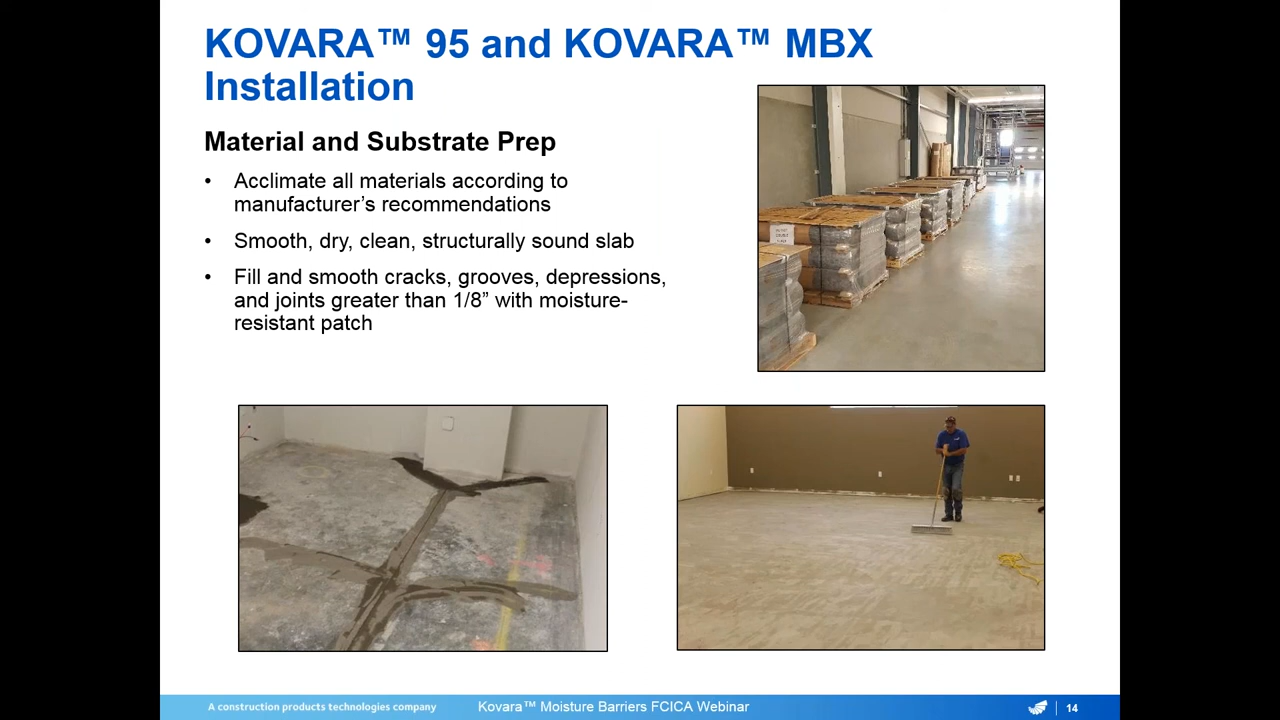 KOVARA™ 95 and KOVARA™ MBX
Installation
Material and Substrate Prep
• Acclimate all materials according to
manufacturer’s recommendations
• Smooth, dry, clean, structurally sound slab
• Fill and smooth cracks, grooves, depressions,
and joints greater than 1/8” with moisture-
resistant patch
A construction products technologies company
Kovara™ Moisture Barriers FCICA Webinar
14